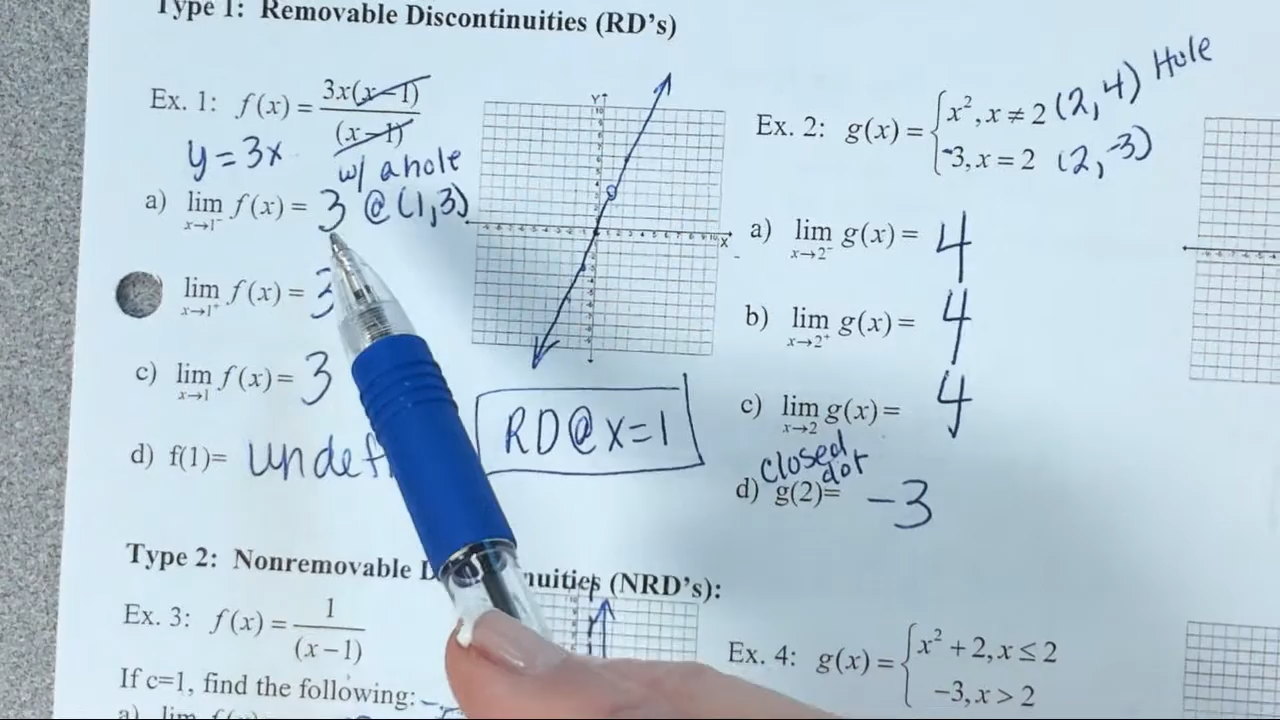 Type 1: Removable Discontinuities (RD's)
Ex. 1: f(x) = 3x(x−1) / (x−1)
y = 3x
w/ a hole
@ (1,3)
a) lim x→1⁻ f(x) = 3
lim x→1⁺ f(x) = 3
c) lim x→1 f(x) = 3
d) f(1)= undef
Y
X
RD@x=1
Ex. 2: g(x) = { x², x ≠ 2 (2,4) Hole
-3, x = 2 (2,-3)
a) lim x→2⁻ g(x) = 4
b) lim x→2⁺ g(x) = 4
c) lim x→2 g(x) = 4
closed dot
d) g(2)= -3
Type 2: Nonremovable D nuities (NRD's):
Ex. 3: f(x) = 1 / (x−1)
If c=1, find the following:
a) lim f(x)
Ex. 4: g(x) = { x² + 2, x ≤ 2
−3, x > 2